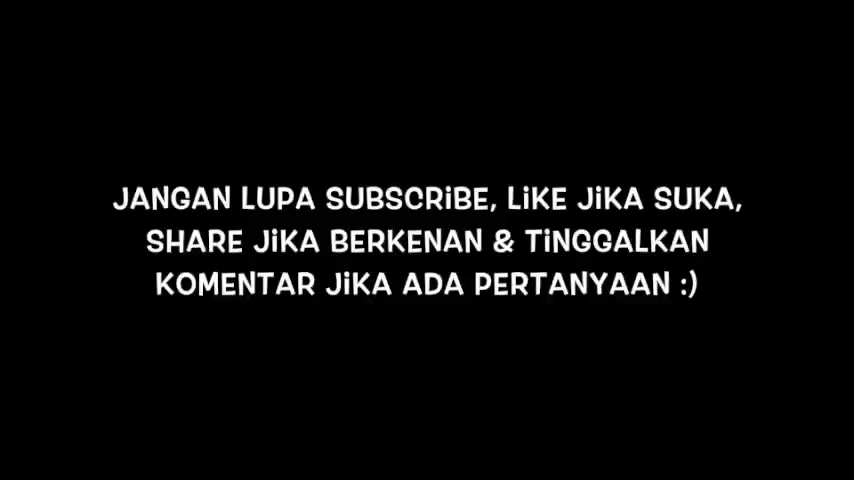 JANGAN LUPA SUBSCRiBE, LiKE JiKA SUKA,
SHARE JiKA BERKENAN & TiNGGALKAN
KOMENTAR JiKA ADA PERTANYAAN :)